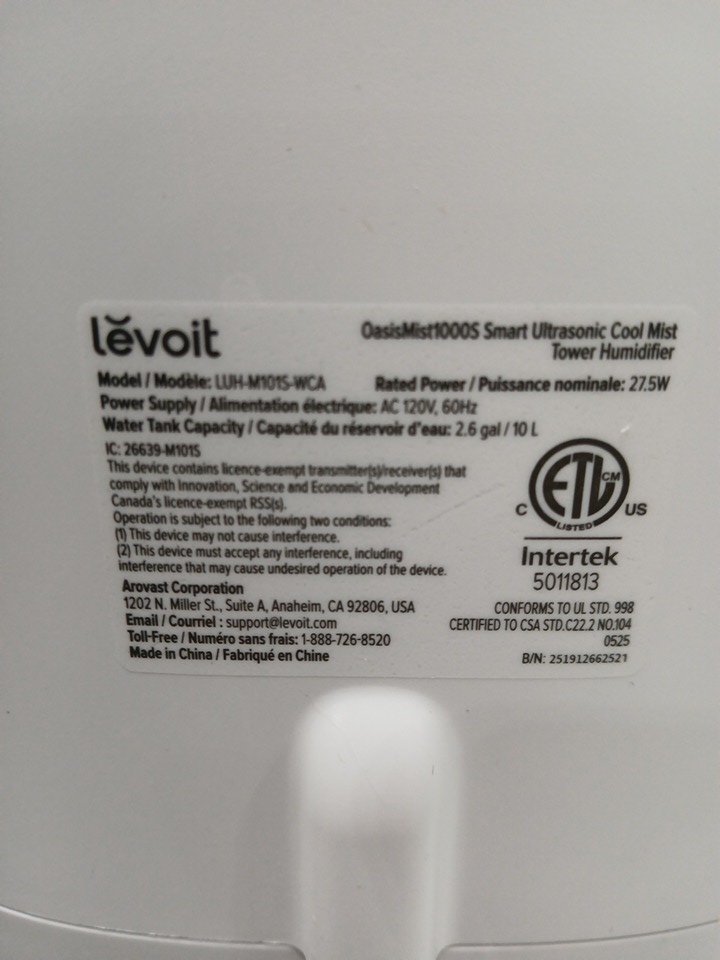 lĕvoit
OasisMist1000S Smart Ultrasonic Cool Mist
Tower Humidifier
Model / Modèle: LUH-M101S-WCA
Rated Power / Puissance nominale: 27.5W
Power Supply / Alimentation électrique: AC 120V, 60Hz
Water Tank Capacity / Capacité du réservoir d'eau: 2.6 gal / 10 L
IC: 26639-M101S
This device contains licence-exempt transmitter(s)/receiver(s) that
comply with Innovation, Science and Economic Development
Canada's licence-exempt RSS(s).
Operation is subject to the following two conditions:
(1) This device may not cause interference.
(2) This device must accept any interference, including
interference that may cause undesired operation of the device.
Arovast Corporation
1202 N. Miller St., Suite A, Anaheim, CA 92806, USA
Email / Courriel : support@levoit.com
Toll-Free / Numéro sans frais: 1-888-726-8520
Made in China / Fabriqué en Chine
ETL CM
C US
LISTED
Intertek
5011813
CONFORMS TO UL STD. 998
CERTIFIED TO CSA STD.C22.2 NO.104
0525
B/N: 251912662521